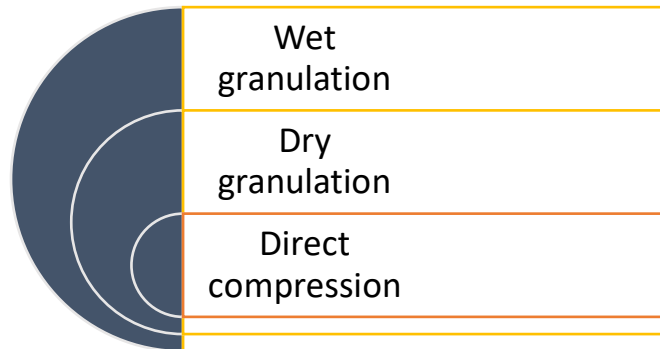 Wet
granulation
Dry
granulation
Direct
compression